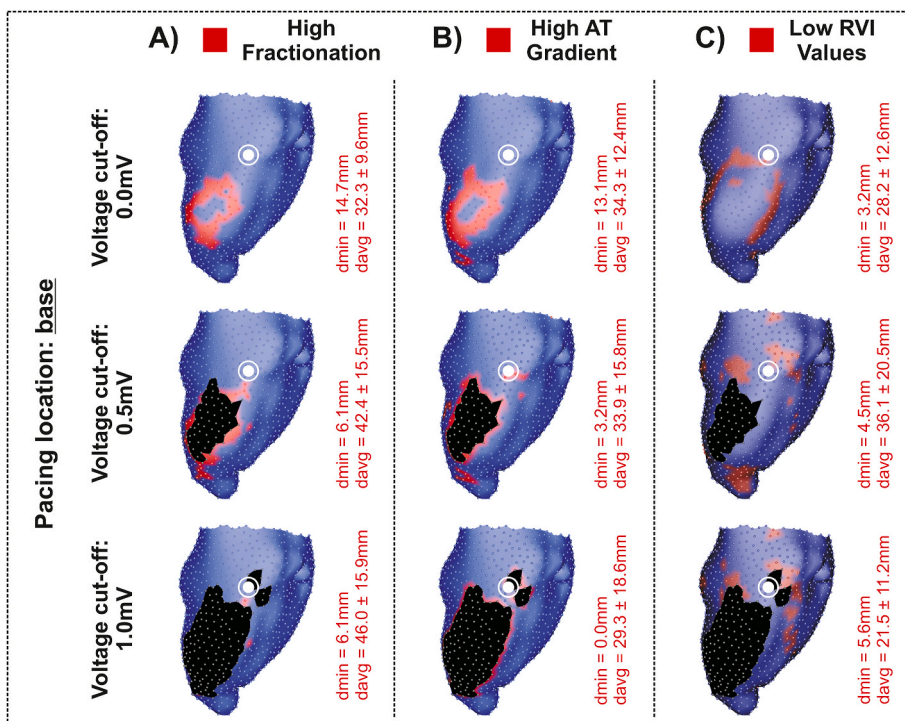 A) High
Fractionation
B) High AT
Gradient
C) Low RVI
Values
Pacing location: base
Voltage cut-off:
0.0mV
dmin = 14.7mm
davg = 32.3 ± 9.6mm
dmin = 13.1mm
davg = 34.3 ± 12.4mm
dmin = 3.2mm
davg = 28.2 ± 12.6mm
Voltage cut-off:
0.5mV
dmin = 6.1mm
davg = 42.4 ± 15.5mm
dmin = 3.2mm
davg = 33.9 ± 15.8mm
dmin = 4.5mm
davg = 36.1 ± 20.5mm
Voltage cut-off:
1.0mV
dmin = 6.1mm
davg = 46.0 ± 15.9mm
dmin = 0.0mm
davg = 29.3 ± 18.6mm
dmin = 5.6mm
davg = 21.5 ± 11.2mm